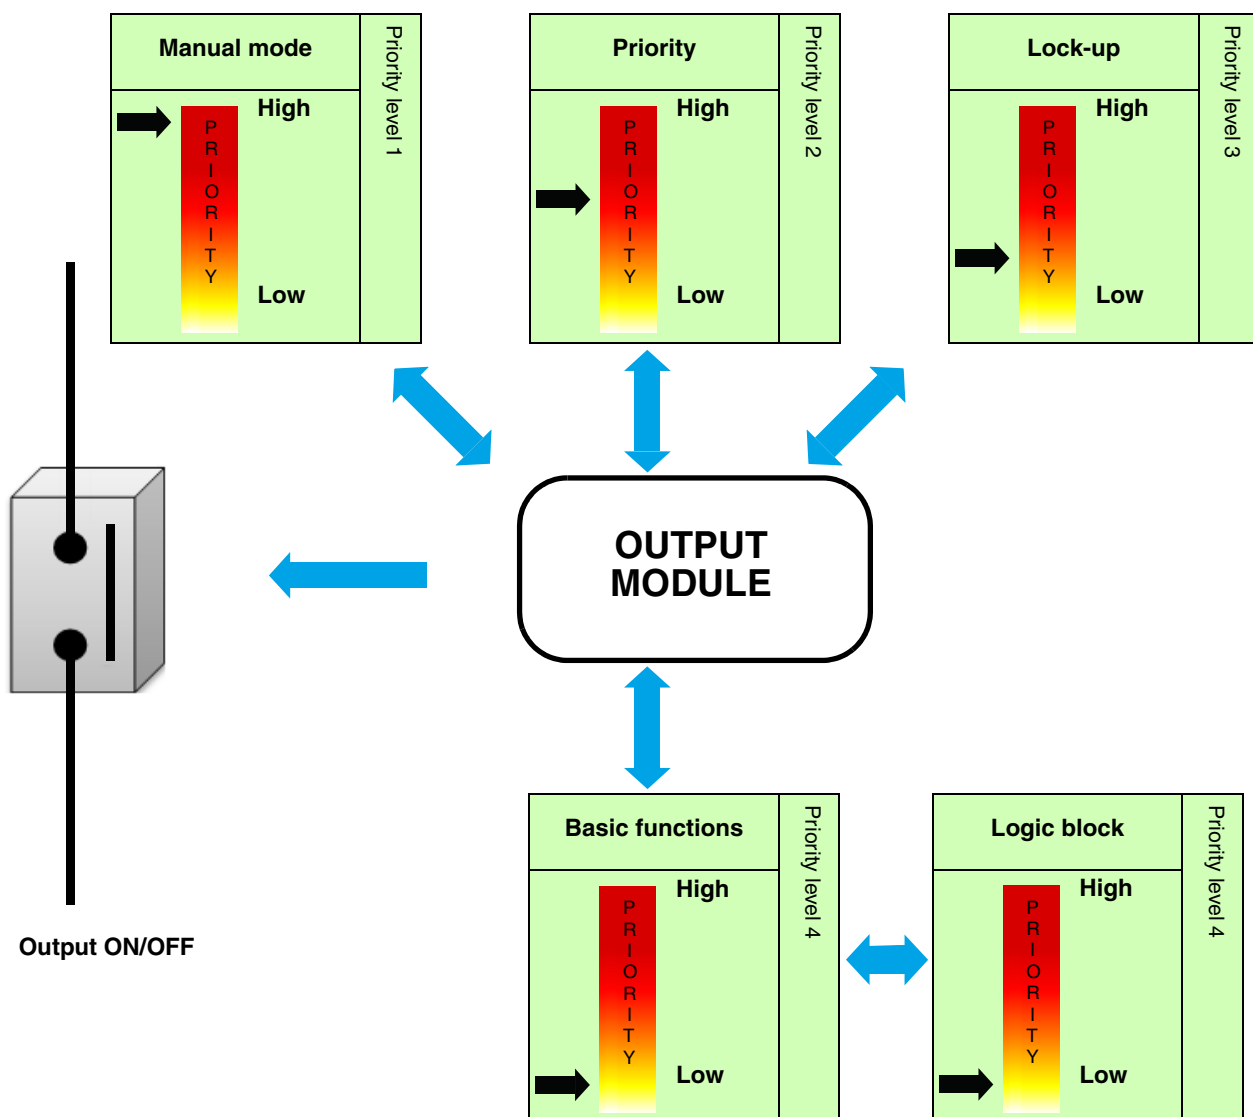 Manual mode
Priority level 1
High
PRIORITY
Low
Priority
Priority level 2
High
PRIORITY
Low
Lock-up
Priority level 3
High
PRIORITY
Low
OUTPUT
MODULE
Output ON/OFF
Basic functions
Priority level 4
High
PRIORITY
Low
Logic block
Priority level 4
High
PRIORITY
Low